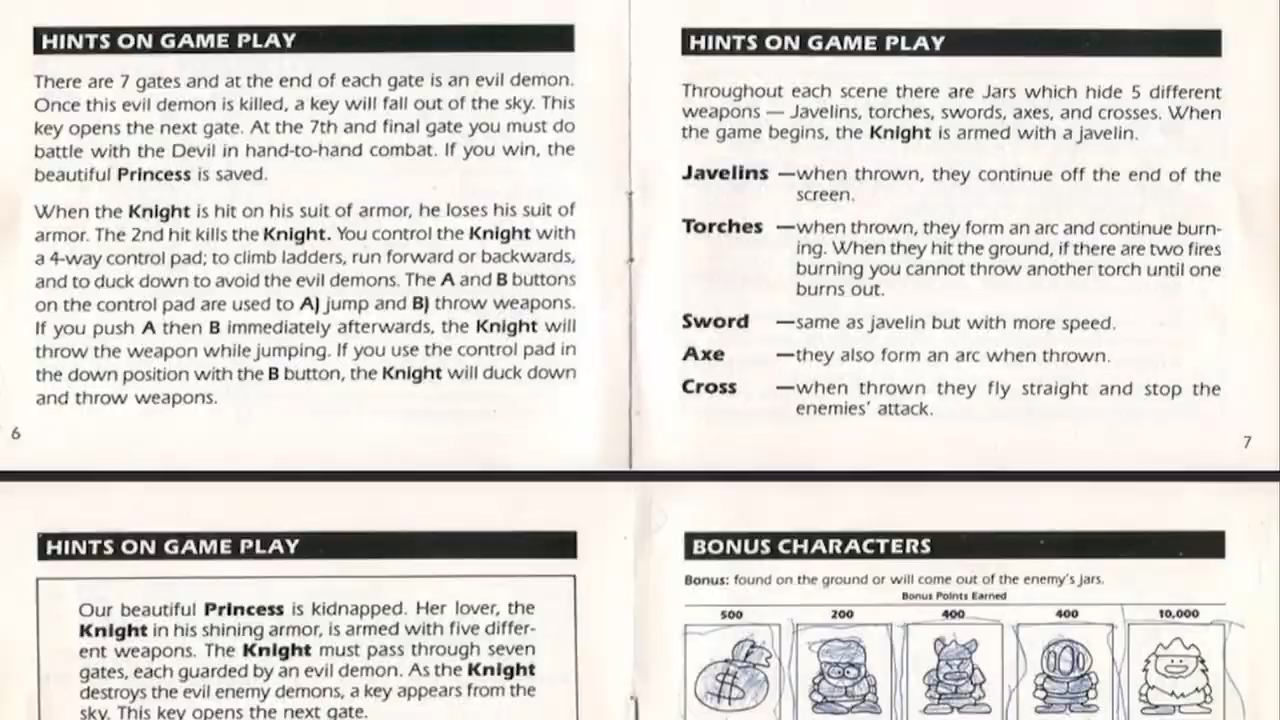 HINTS ON GAME PLAY
There are 7 gates and at the end of each gate is an evil demon.
Once this evil demon is killed, a key will fall out of the sky. This
key opens the next gate. At the 7th and final gate you must do
battle with the Devil in hand-to-hand combat. If you win, the
beautiful Princess is saved.
When the Knight is hit on his suit of armor, he loses his suit of
armor. The 2nd hit kills the Knight. You control the Knight with
a 4-way control pad; to climb ladders, run forward or backwards,
and to duck down to avoid the evil demons. The A and B buttons
on the control pad are used to A) jump and B) throw weapons.
If you push A then B immediately afterwards, the Knight will
throw the weapon while jumping. If you use the control pad in
the down position with the B button, the Knight will duck down
and throw weapons.
6
HINTS ON GAME PLAY
Throughout each scene there are Jars which hide 5 different
weapons — Javelins, torches, swords, axes, and crosses. When
the game begins, the Knight is armed with a javelin.
Javelins —when thrown, they continue off the end of the
screen.
Torches —when thrown, they form an arc and continue burn-
ing. When they hit the ground, if there are two fires
burning you cannot throw another torch until one
burns out.
Sword —same as javelin but with more speed.
Axe —they also form an arc when thrown.
Cross —when thrown they fly straight and stop the
enemies' attack.
7
HINTS ON GAME PLAY
Our beautiful Princess is kidnapped. Her lover, the
Knight in his shining armor, is armed with five differ-
ent weapons. The Knight must pass through seven
gates, each guarded by an evil demon. As the Knight
destroys the evil enemy demons, a key appears from the
sky. This key opens the next gate.
BONUS CHARACTERS
Bonus: found on the ground or will come out of the enemy's Jars.
Bonus Points Earned
500 200 400 400 10,000
$